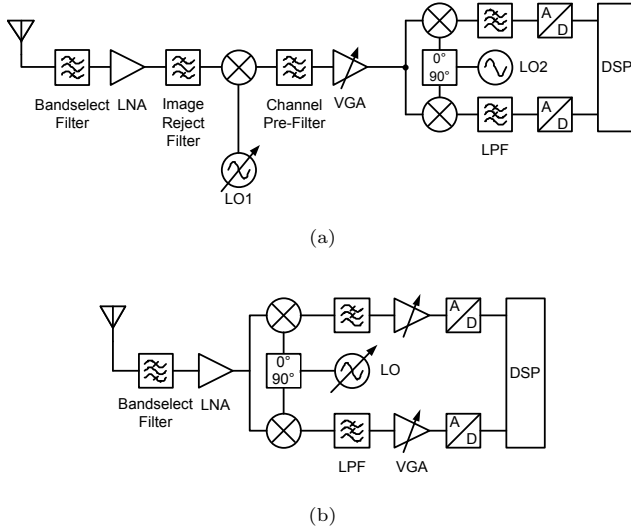 A
D
0°
90°
LO2
DSP
Bandselect
Filter
LNA
Image
Reject
Filter
Channel
Pre-Filter
VGA
A
D
LPF
LO1
(a)
A
D
0°
90°
LO
DSP
Bandselect
Filter
LNA
A
D
LPF
VGA
(b)